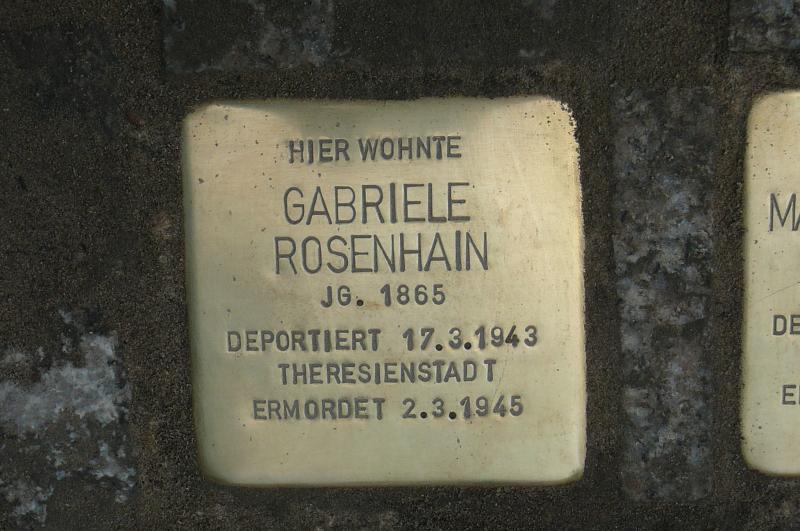 HIER WOHNTE
GABRIELE
ROSENHAIN
JG. 1865
DEPORTIERT 17.3.1943
THERESIENSTADT
ERMORDET 2.3.1945